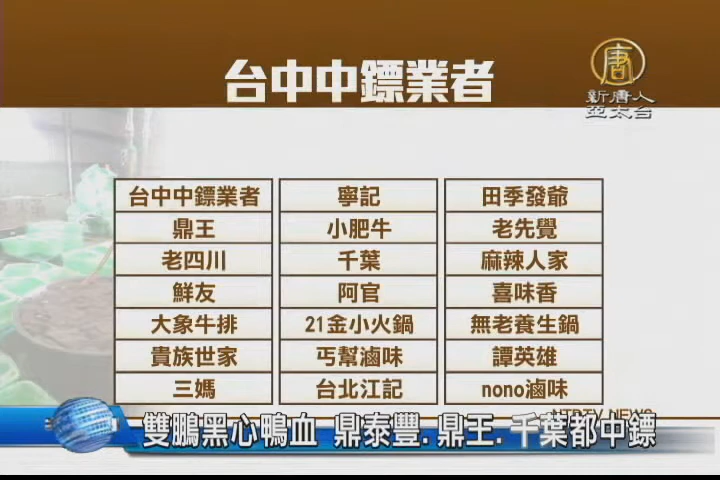 台中中鏢業者
唐
新唐人
亞太台
台中中鏢業者 寧記 田季發爺
鼎王 小肥牛 老先覺
老四川 千葉 麻辣人家
鮮友 阿官 喜味香
大象牛排 21金小火鍋 無老養生鍋
貴族世家 丐幫滷味 譚英雄
三媽 台北江記 nono滷味
雙鵬黑心鴨血 鼎泰豐.鼎王.千葉都中鏢